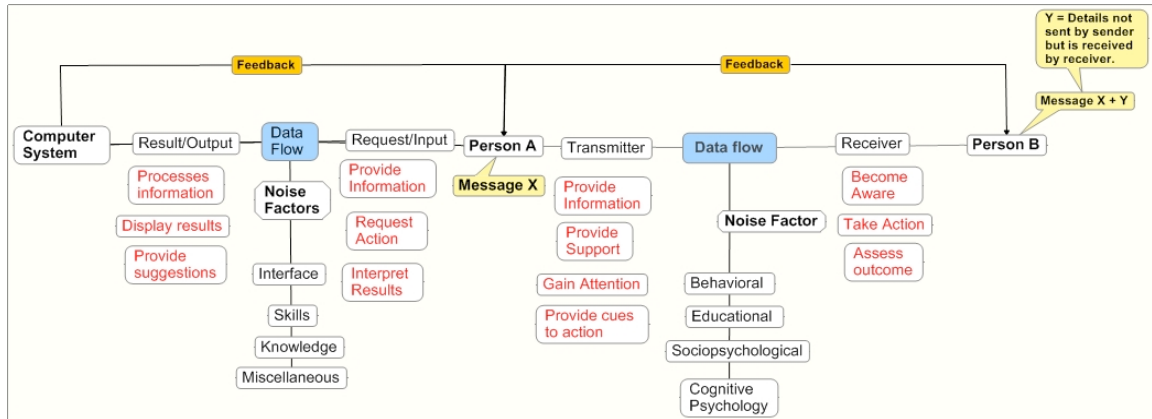 Y = Details not
sent by sender
but is received
by receiver.
Feedback
Feedback
Message X + Y
Computer
System
Result/Output
Data
Flow
Request/Input
Person A
Transmitter
Data flow
Receiver
Person B
Message X
Processes
information
Display results
Provide
suggestions
Noise
Factors
Interface
Skills
Knowledge
Miscellaneous
Provide
Information
Request
Action
Interpret
Results
Provide
Information
Provide
Support
Gain Attention
Provide cues
to action
Noise Factor
Behavioral
Educational
Sociopsychological
Cognitive
Psychology
Become
Aware
Take Action
Assess
outcome